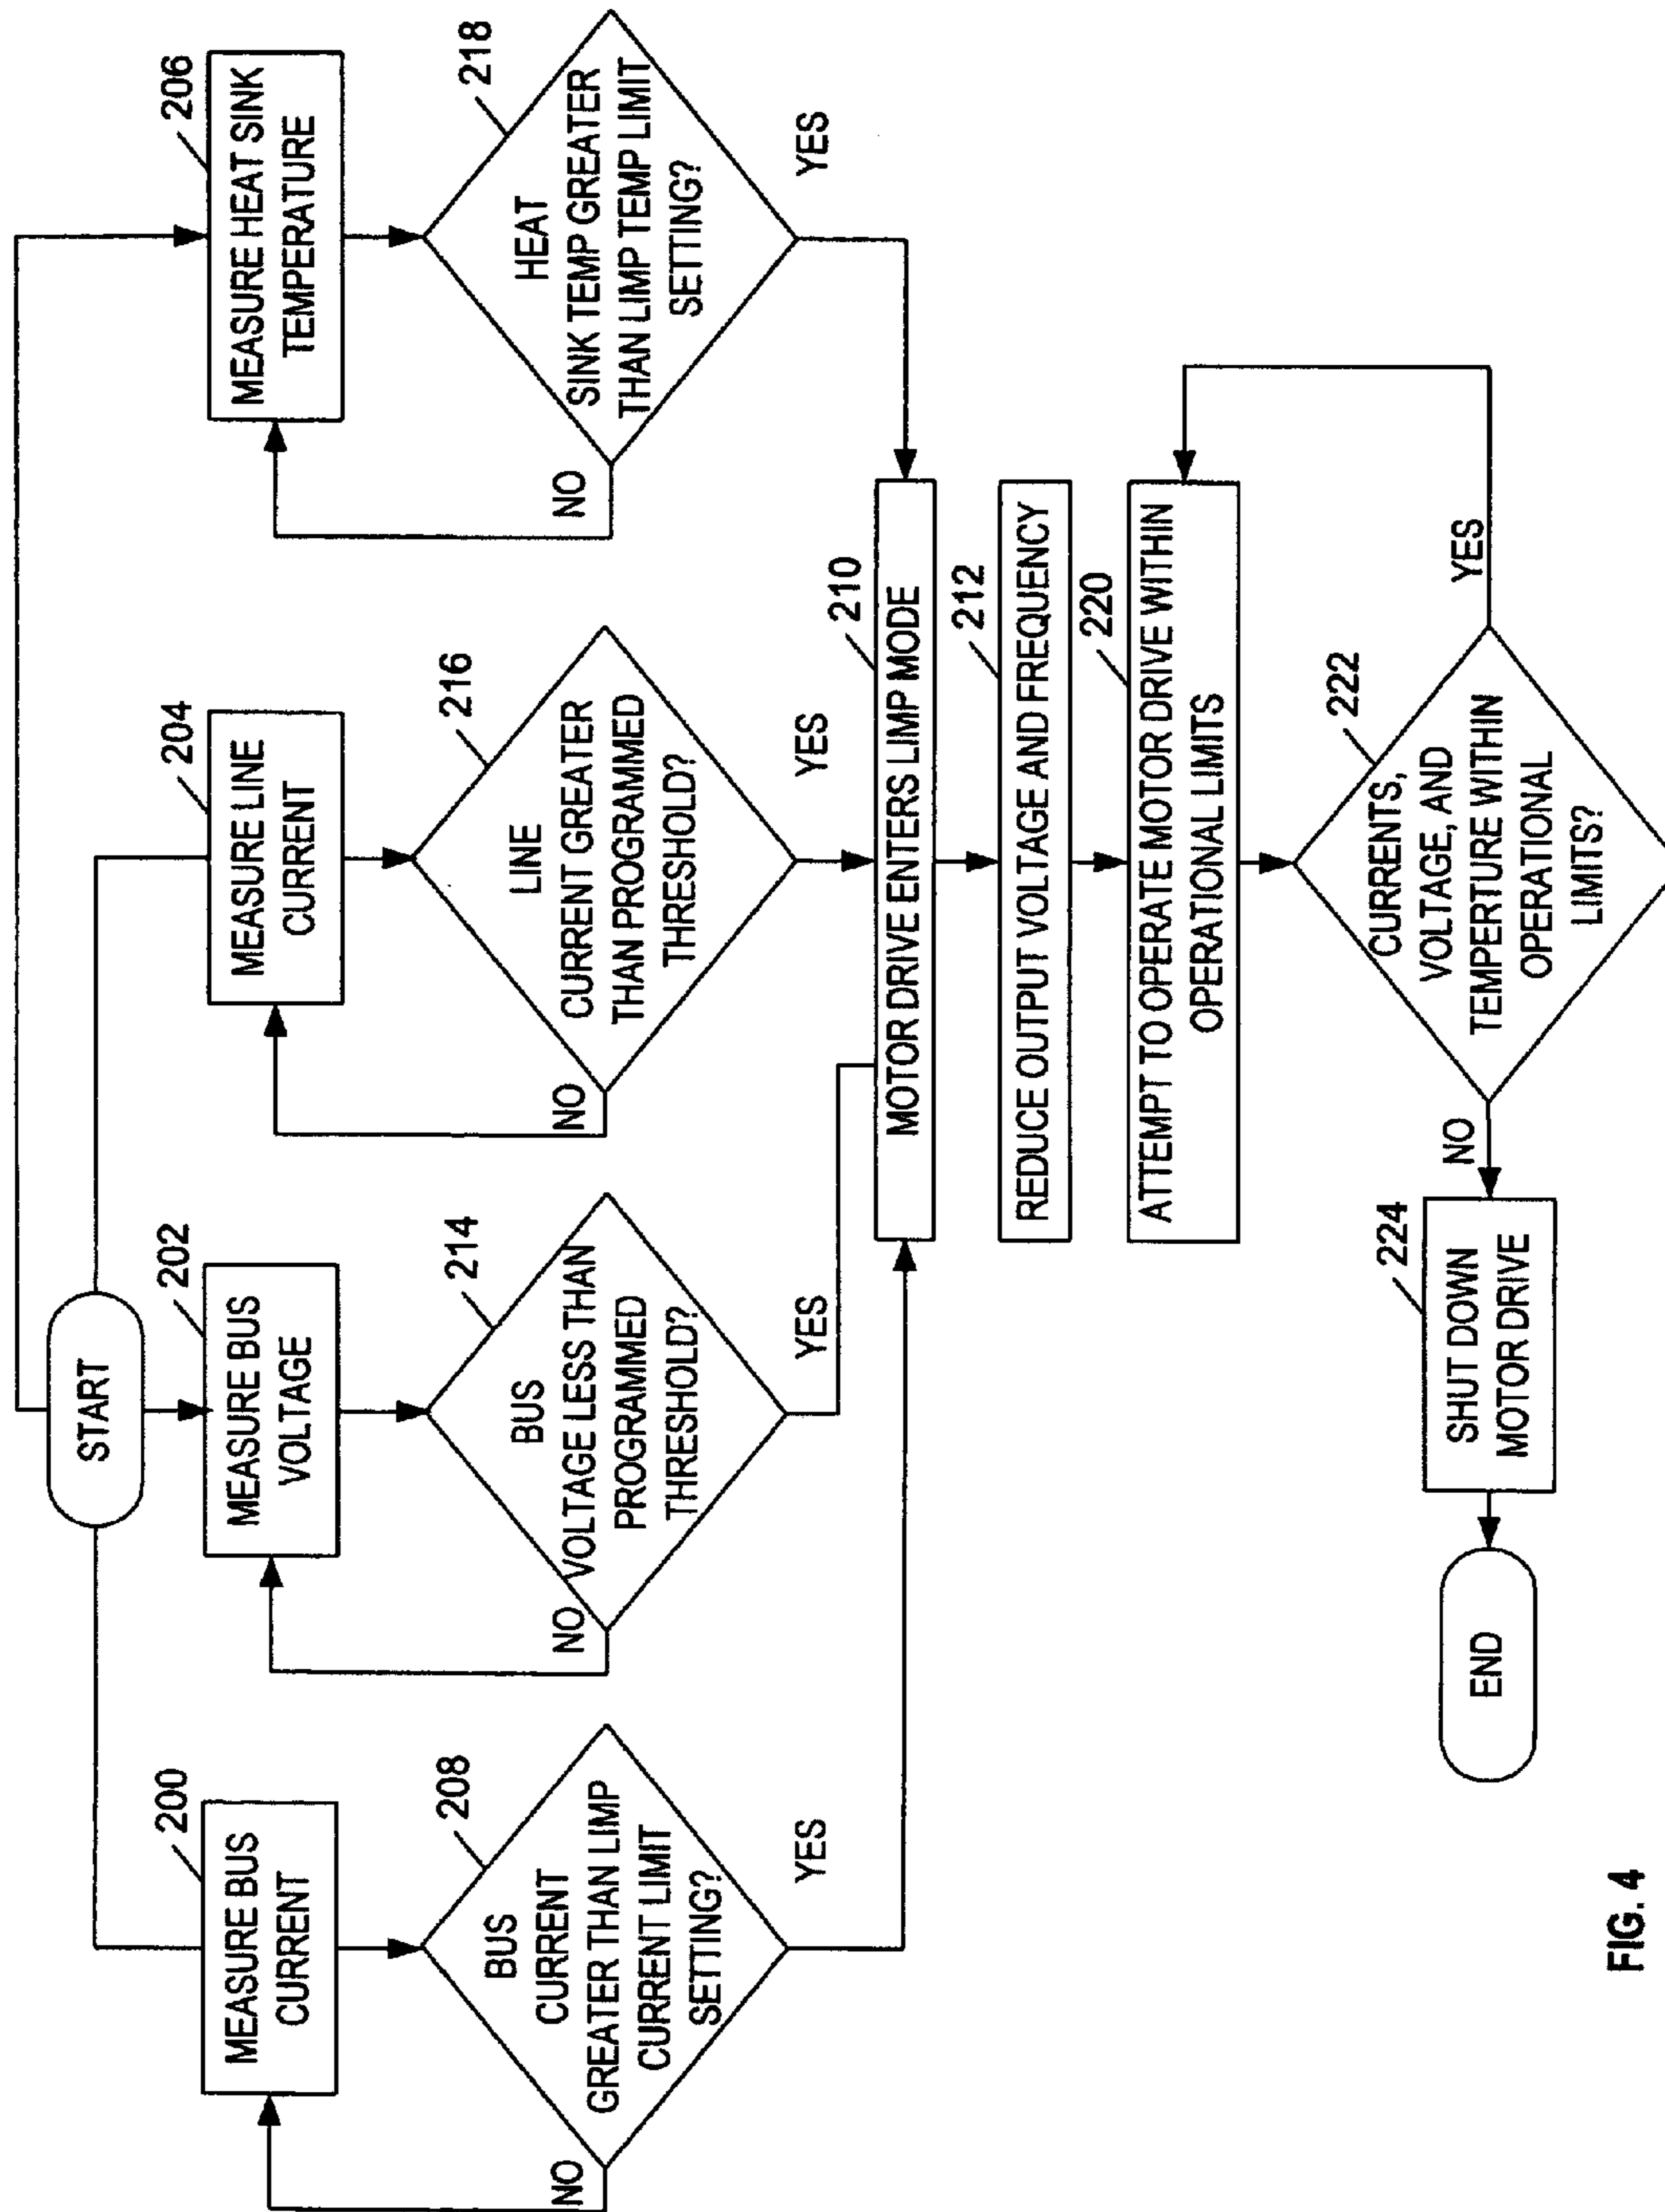 START
200
MEASURE BUS
CURRENT
202
MEASURE BUS
VOLTAGE
204
MEASURE LINE
CURRENT
206
MEASURE HEAT SINK
TEMPERATURE
208
BUS
CURRENT
GREATER THAN LIMP
CURRENT LIMIT
SETTING?
NO
YES
214
BUS
VOLTAGE LESS THAN
PROGRAMMED
THRESHOLD?
NO
YES
216
LINE
CURRENT GREATER
THAN PROGRAMMED
THRESHOLD?
NO
YES
218
HEAT
SINK TEMP GREATER
THAN LIMP TEMP LIMIT
SETTING?
NO
YES
210
MOTOR DRIVE ENTERS LIMP MODE
212
REDUCE OUTPUT VOLTAGE AND FREQUENCY
220
ATTEMPT TO OPERATE MOTOR DRIVE WITHIN
OPERATIONAL LIMITS
222
CURRENTS,
VOLTAGE, AND
TEMPERTURE WITHIN
OPERATIONAL
LIMITS?
YES
NO
224
SHUT DOWN
MOTOR DRIVE
END
FIG. 4